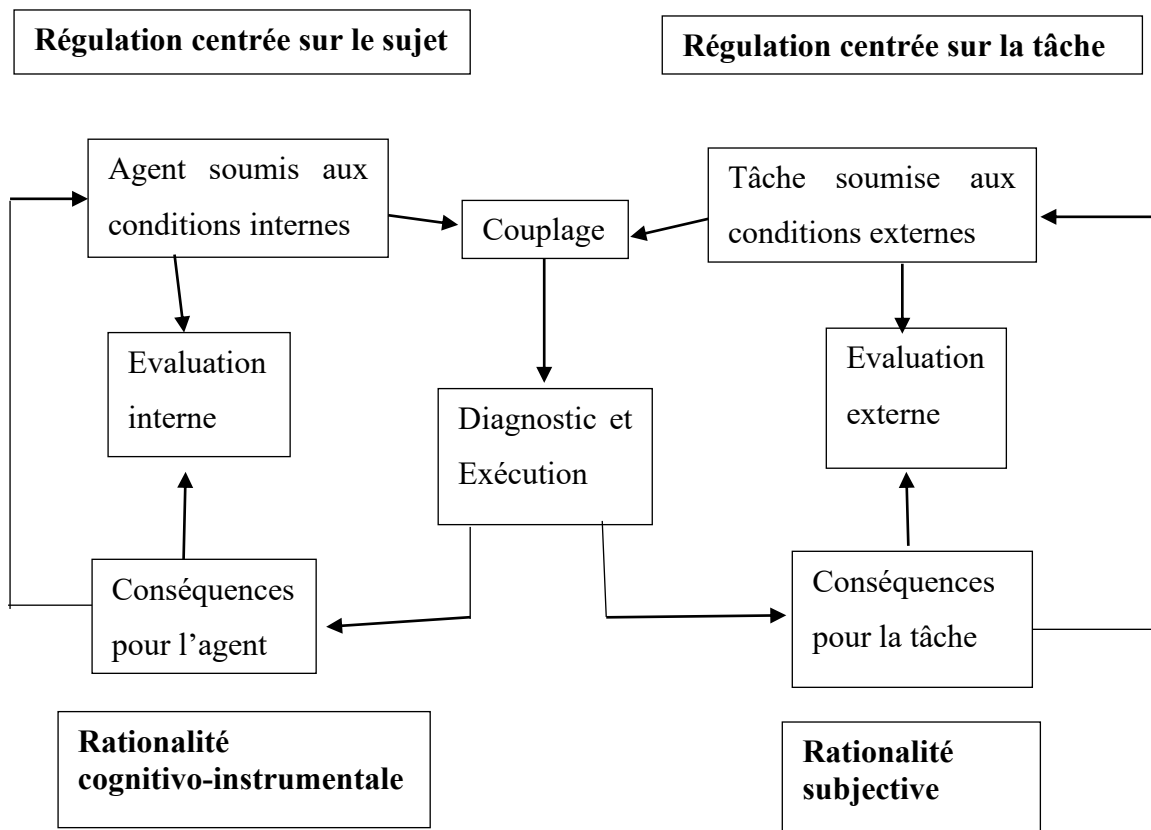 Régulation centrée sur le sujet
Régulation centrée sur la tâche
Agent soumis aux
conditions internes
Couplage
Tâche soumise aux
conditions externes
Evaluation
interne
Diagnostic et
Exécution
Evaluation
externe
Conséquences
pour l’agent
Conséquences
pour la tâche
Rationalité
cognitivo-instrumentale
Rationalité
subjective